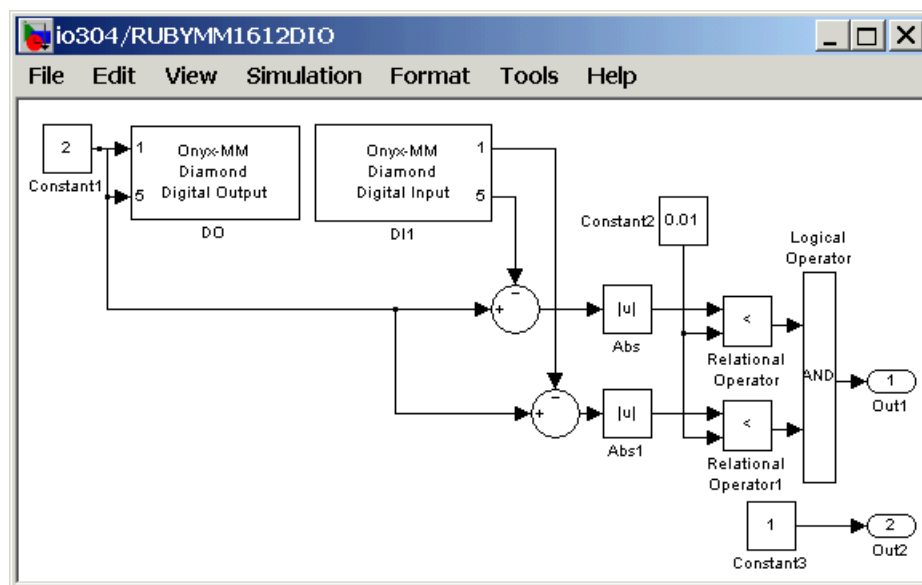 io304/RUBYMM1612DIO
File Edit View Simulation Format Tools Help
2
Constant1
1
5
Onyx-MM
Diamond
Digital Output
DO
Onyx-MM
Diamond
Digital Input
1
5
DI1
Constant2
0.01
Logical
Operator
+
−
|u|
Abs
<
Relational
Operator
AND
1
Out1
+
−
|u|
Abs1
<
Relational
Operator1
1
Constant3
2
Out2